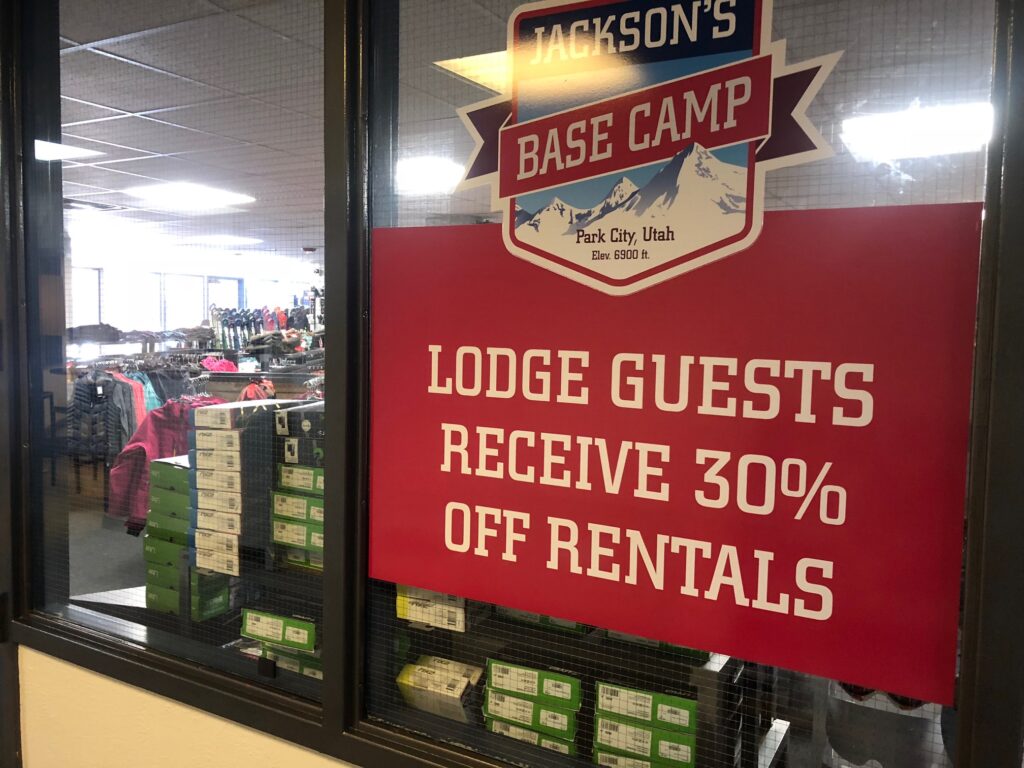 JACKSON'S
BASE CAMP
Park City, Utah
Elev. 6900 ft.
LODGE GUESTS
RECEIVE 30%
OFF RENTALS